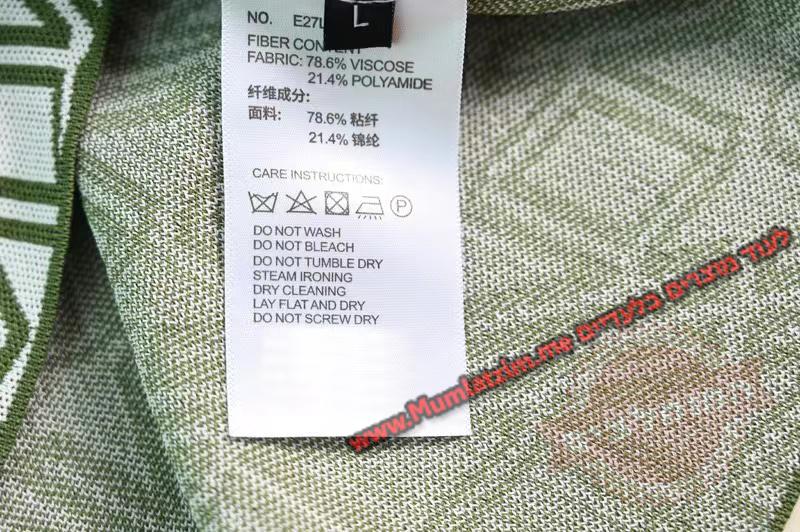 L
NO. E27
FIBER CONTENT
FABRIC: 78.6% VISCOSE
21.4% POLYAMIDE
纤维成分:
面料: 78.6% 粘纤
21.4% 锦纶
CARE INSTRUCTIONS:
P
DO NOT WASH
DO NOT BLEACH
DO NOT TUMBLE DRY
STEAM IRONING
DRY CLEANING
LAY FLAT AND DRY
DO NOT SCREW DRY
לעוד מוצרים בלעדיים www.Mumlatzim.me